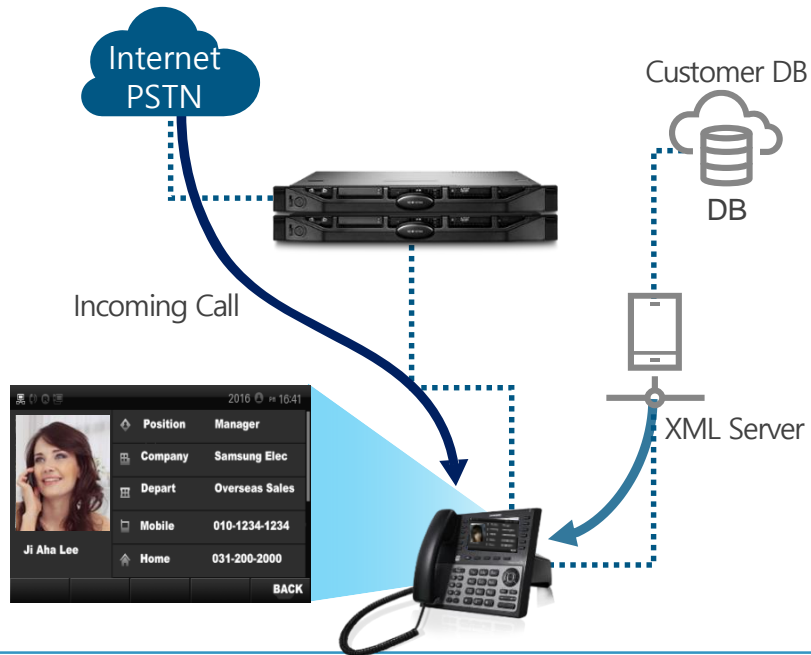 Internet
PSTN
Customer DB
DB
Incoming Call
XML Server
2016 PM 16:41
Position Manager
Company Samsung Elec
Depart Overseas Sales
Mobile 010-1234-1234
Home 031-200-2000
Ji Aha Lee
BACK